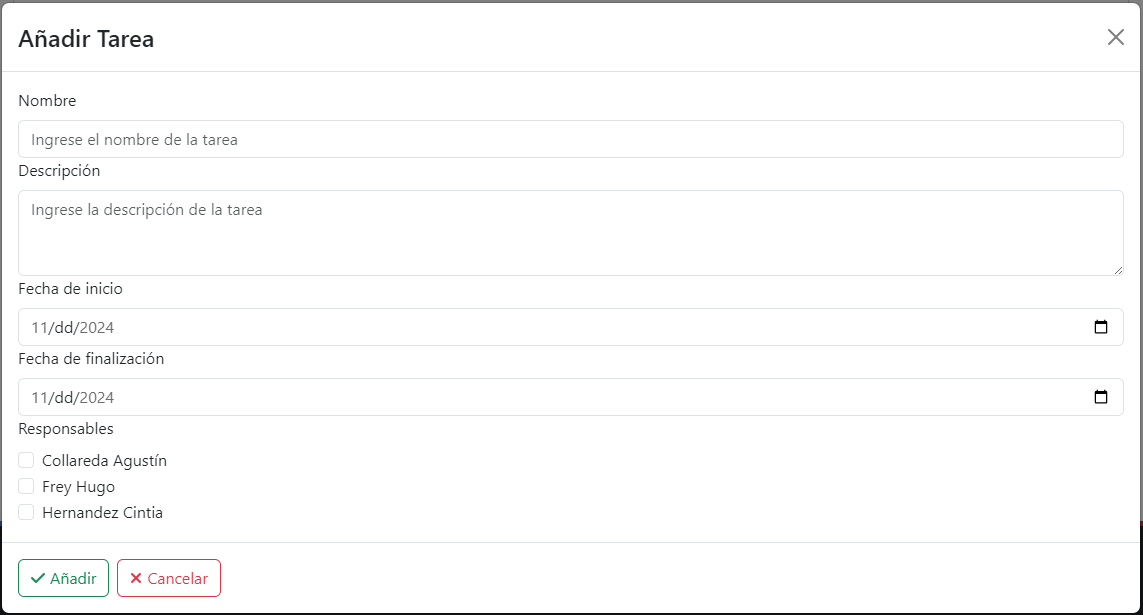 Añadir Tarea
Nombre
Ingrese el nombre de la tarea
Descripción
Ingrese la descripción de la tarea
Fecha de inicio
11/dd/2024
Fecha de finalización
11/dd/2024
Responsables
Collareda Agustín
Frey Hugo
Hernandez Cintia
Añadir Cancelar